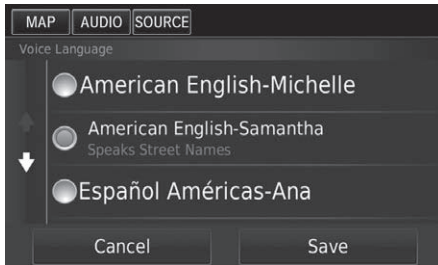 MAP AUDIO SOURCE
Voice Language
American English-Michelle
American English-Samantha
Speaks Street Names
Español Américas-Ana
Cancel Save